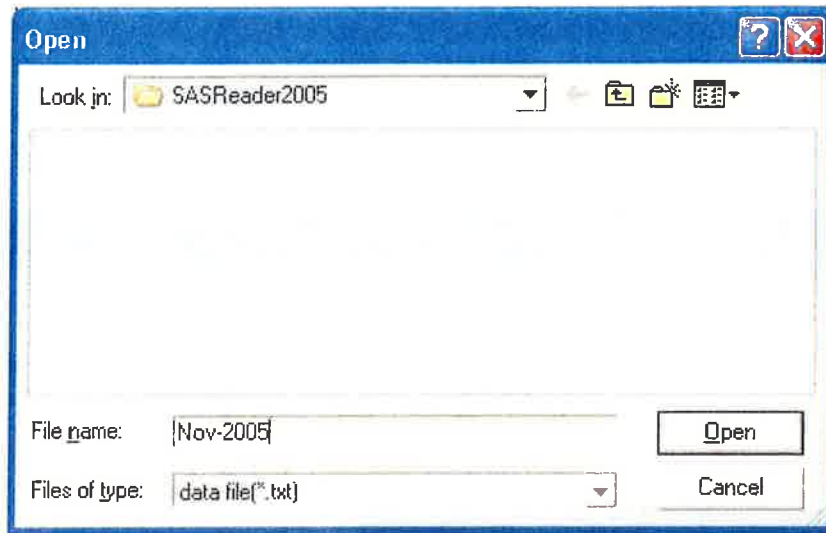 Open
Look in: SASReader2005
File name: Nov-2005 Open
Files of type: data file(*.txt) Cancel